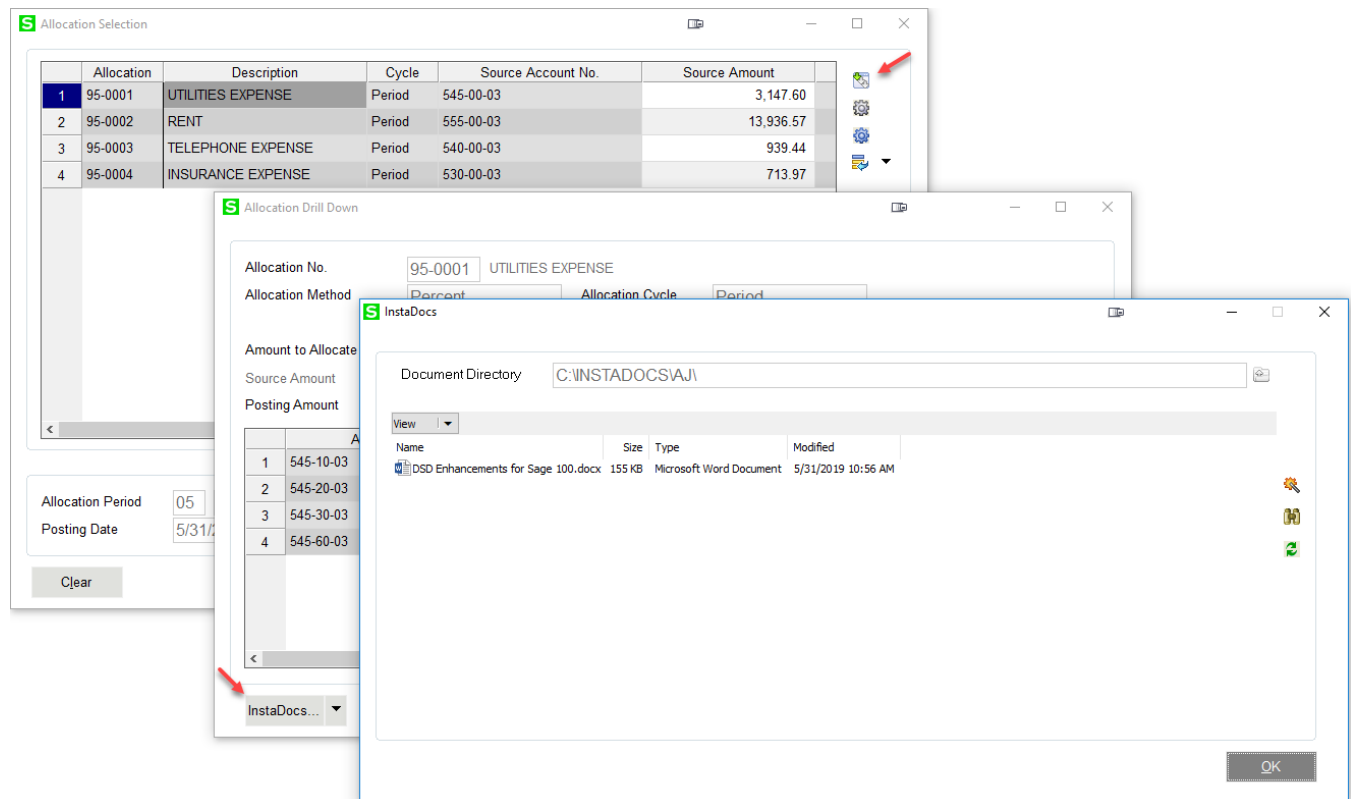 S Allocation Selection
Allocation Description Cycle Source Account No. Source Amount
1 95-0001 UTILITIES EXPENSE Period 545-00-03 3,147.60
2 95-0002 RENT Period 555-00-03 13,936.57
3 95-0003 TELEPHONE EXPENSE Period 540-00-03 939.44
4 95-0004 INSURANCE EXPENSE Period 530-00-03 713.97
Allocation Period 05
Posting Date 5/31/
Clear
S Allocation Drill Down
Allocation No. 95-0001 UTILITIES EXPENSE
Allocation Method Percent Allocation Cycle Period
Amount to Allocate
Source Amount
Posting Amount
A
1 545-10-03
2 545-20-03
3 545-30-03
4 545-60-03
InstaDocs...
S InstaDocs
Document Directory C:\INSTADOCS\AJ\
View
Name Size Type Modified
DSD Enhancements for Sage 100.docx 155 KB Microsoft Word Document 5/31/2019 10:56 AM
OK